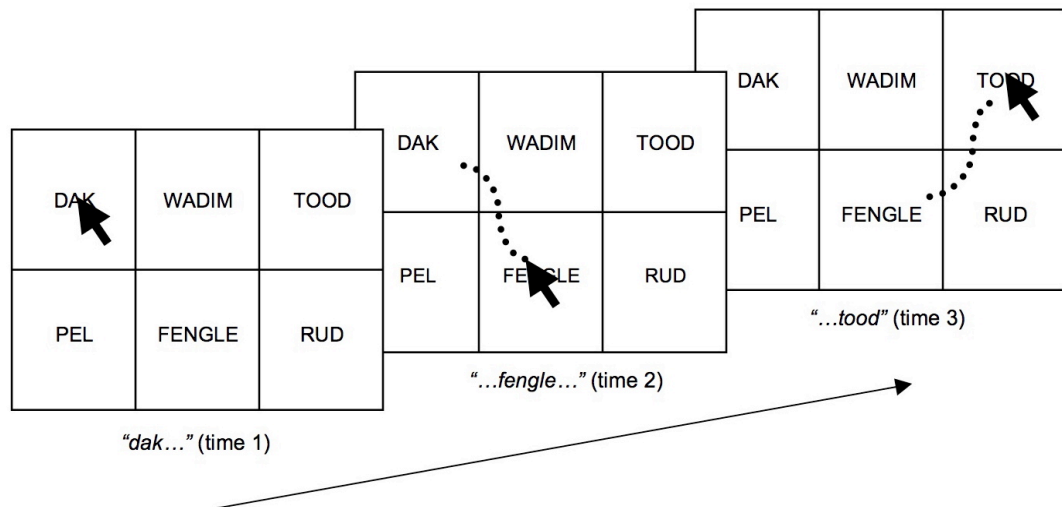 DAK WADIM TOOD
PEL FENGLE RUD
“dak…” (time 1)
DAK WADIM TOOD
PEL FENGLE RUD
“…fengle…” (time 2)
DAK WADIM TOOD
PEL FENGLE RUD
“…tood” (time 3)